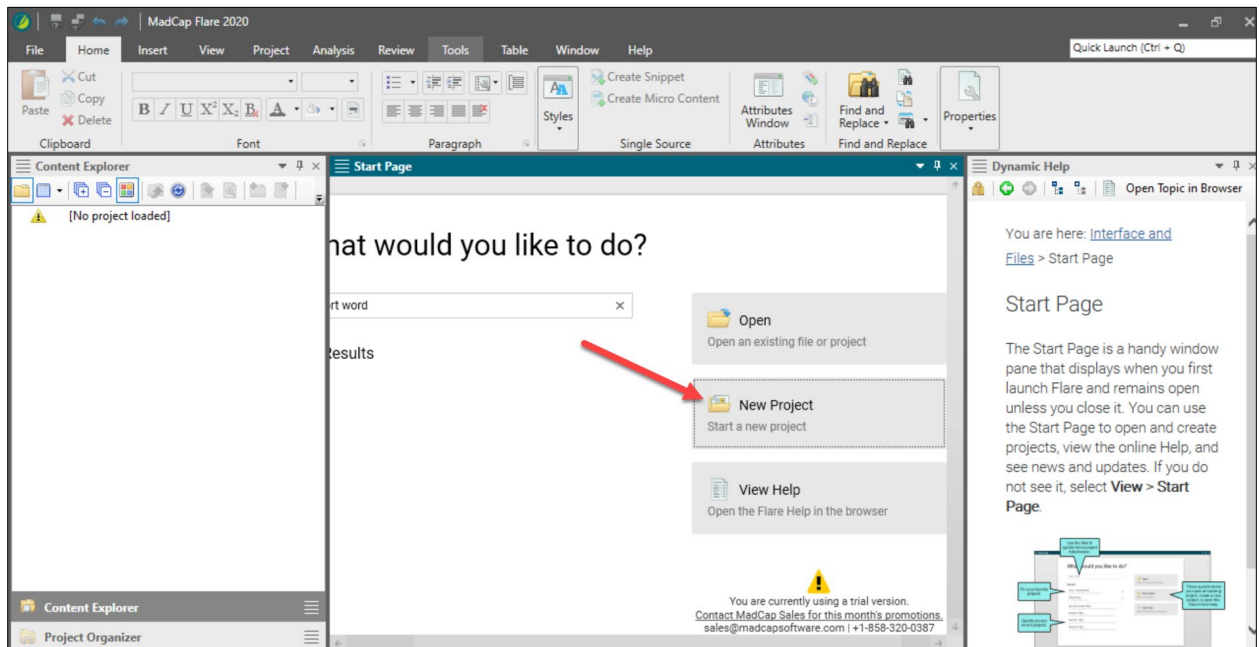 MadCap Flare 2020
File Home Insert View Project Analysis Review Tools Table Window Help
Quick Launch (Ctrl + Q)
Paste
Cut
Copy
Delete
Clipboard
B I U X² X₂ B A
Font
Paragraph
Styles
Create Snippet
Create Micro Content
Single Source
Attributes
Window
Attributes
Find and
Replace
Find and Replace
Properties
Content Explorer
[No project loaded]
Content Explorer
Project Organizer
Start Page
hat would you like to do?
rt word
Results
Open
Open an existing file or project
New Project
Start a new project
View Help
Open the Flare Help in the browser
You are currently using a trial version.
Contact MadCap Sales for this month's promotions.
sales@madcapsoftware.com | +1-858-320-0387
Dynamic Help
Open Topic in Browser
You are here: Interface and
Files > Start Page
Start Page
The Start Page is a handy window
pane that displays when you first
launch Flare and remains open
unless you close it. You can use
the Start Page to open and create
projects, view the online Help, and
see news and updates. If you do
not see it, select View > Start
Page.
What would you like to do?